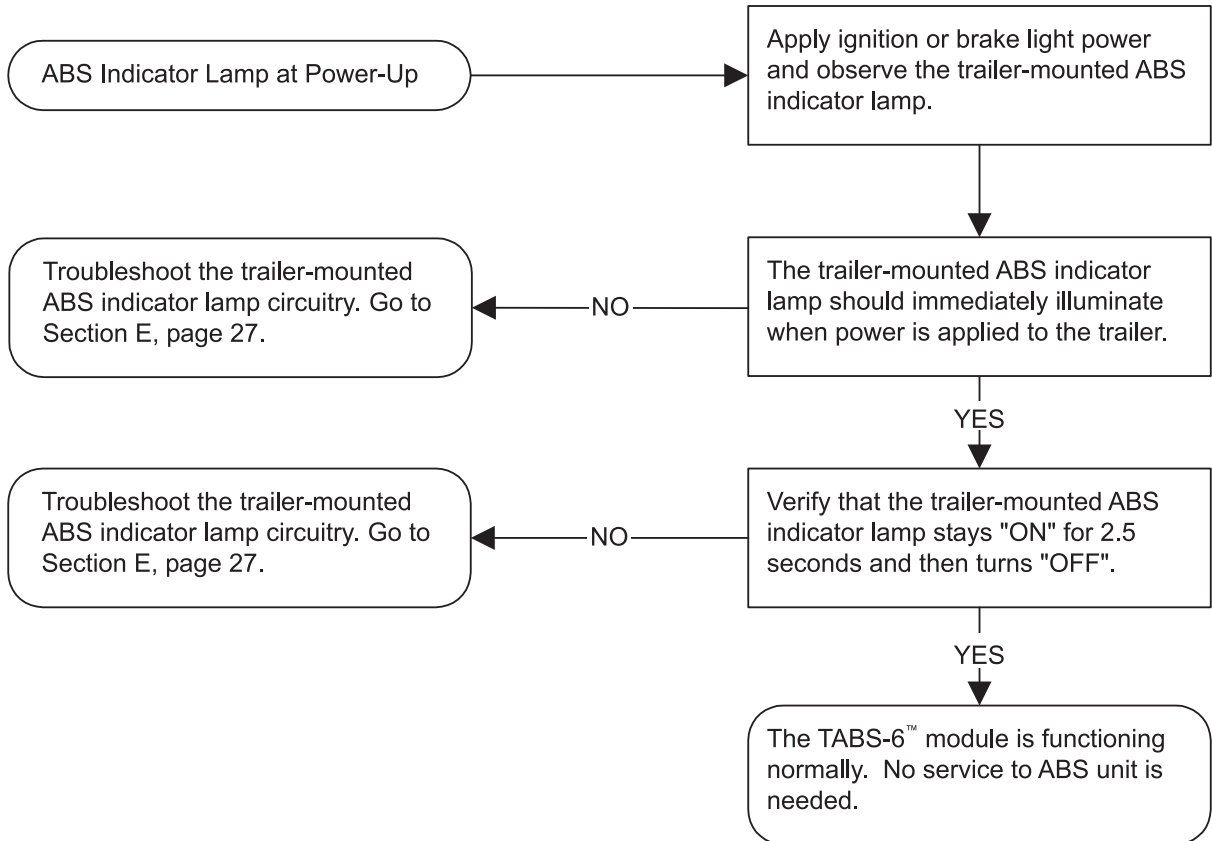 ABS Indicator Lamp at Power-Up
Apply ignition or brake light power
and observe the trailer-mounted ABS
indicator lamp.
Troubleshoot the trailer-mounted
ABS indicator lamp circuitry. Go to
Section E, page 27.
NO
The trailer-mounted ABS indicator
lamp should immediately illuminate
when power is applied to the trailer.
YES
Troubleshoot the trailer-mounted
ABS indicator lamp circuitry. Go to
Section E, page 27.
NO
Verify that the trailer-mounted ABS
indicator lamp stays "ON" for 2.5
seconds and then turns "OFF".
YES
The TABS-6™ module is functioning
normally. No service to ABS unit is
needed.